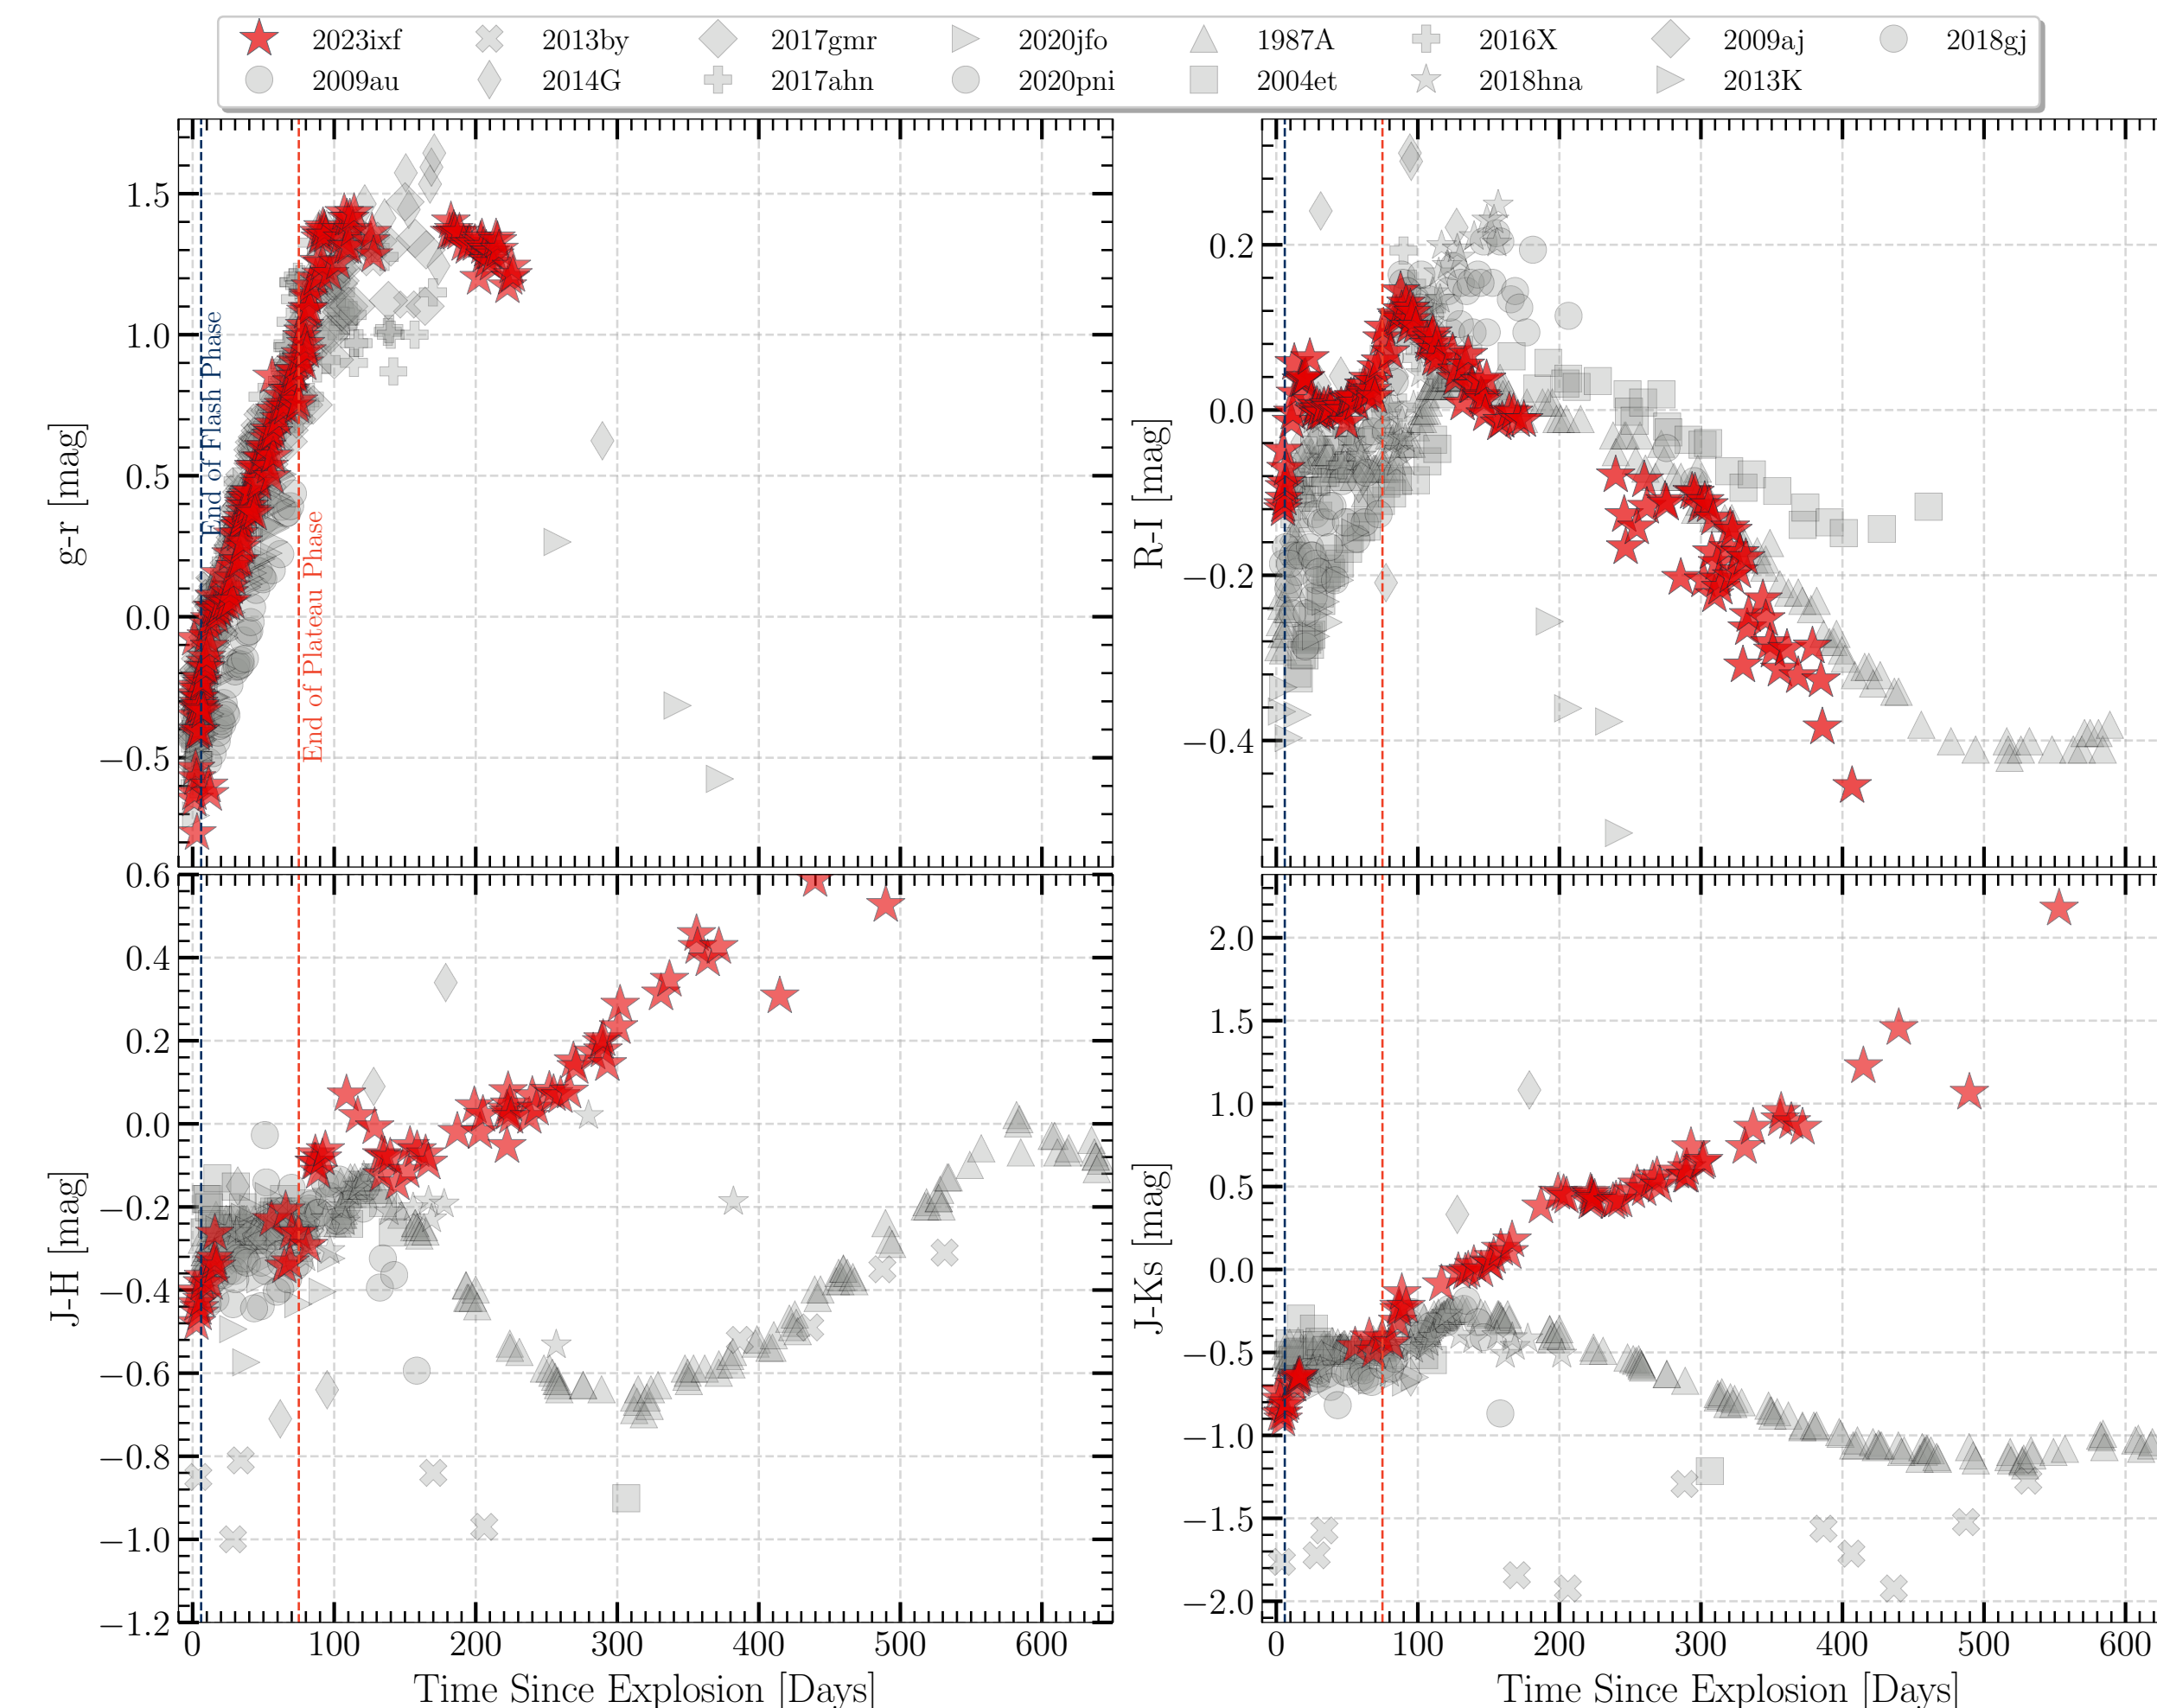 2023ixf 2013by 2017gmr 2020jfo 1987A 2016X 2009aj 2018gj
2009au 2014G 2017ahn 2020pni 2004et 2018hna 2013K
1.5
1.0
0.5
0.0
−0.5
g-r [mag]
End of Flash Phase
End of Plateau Phase
0.2
0.0
−0.2
−0.4
R-I [mag]
0.6
0.4
0.2
0.0
−0.2
−0.4
−0.6
−0.8
−1.0
−1.2
J-H [mag]
0 100 200 300 400 500 600
Time Since Explosion [Days]
2.0
1.5
1.0
0.5
0.0
−0.5
−1.0
−1.5
−2.0
J-Ks [mag]
0 100 200 300 400 500 600
Time Since Explosion [Days]